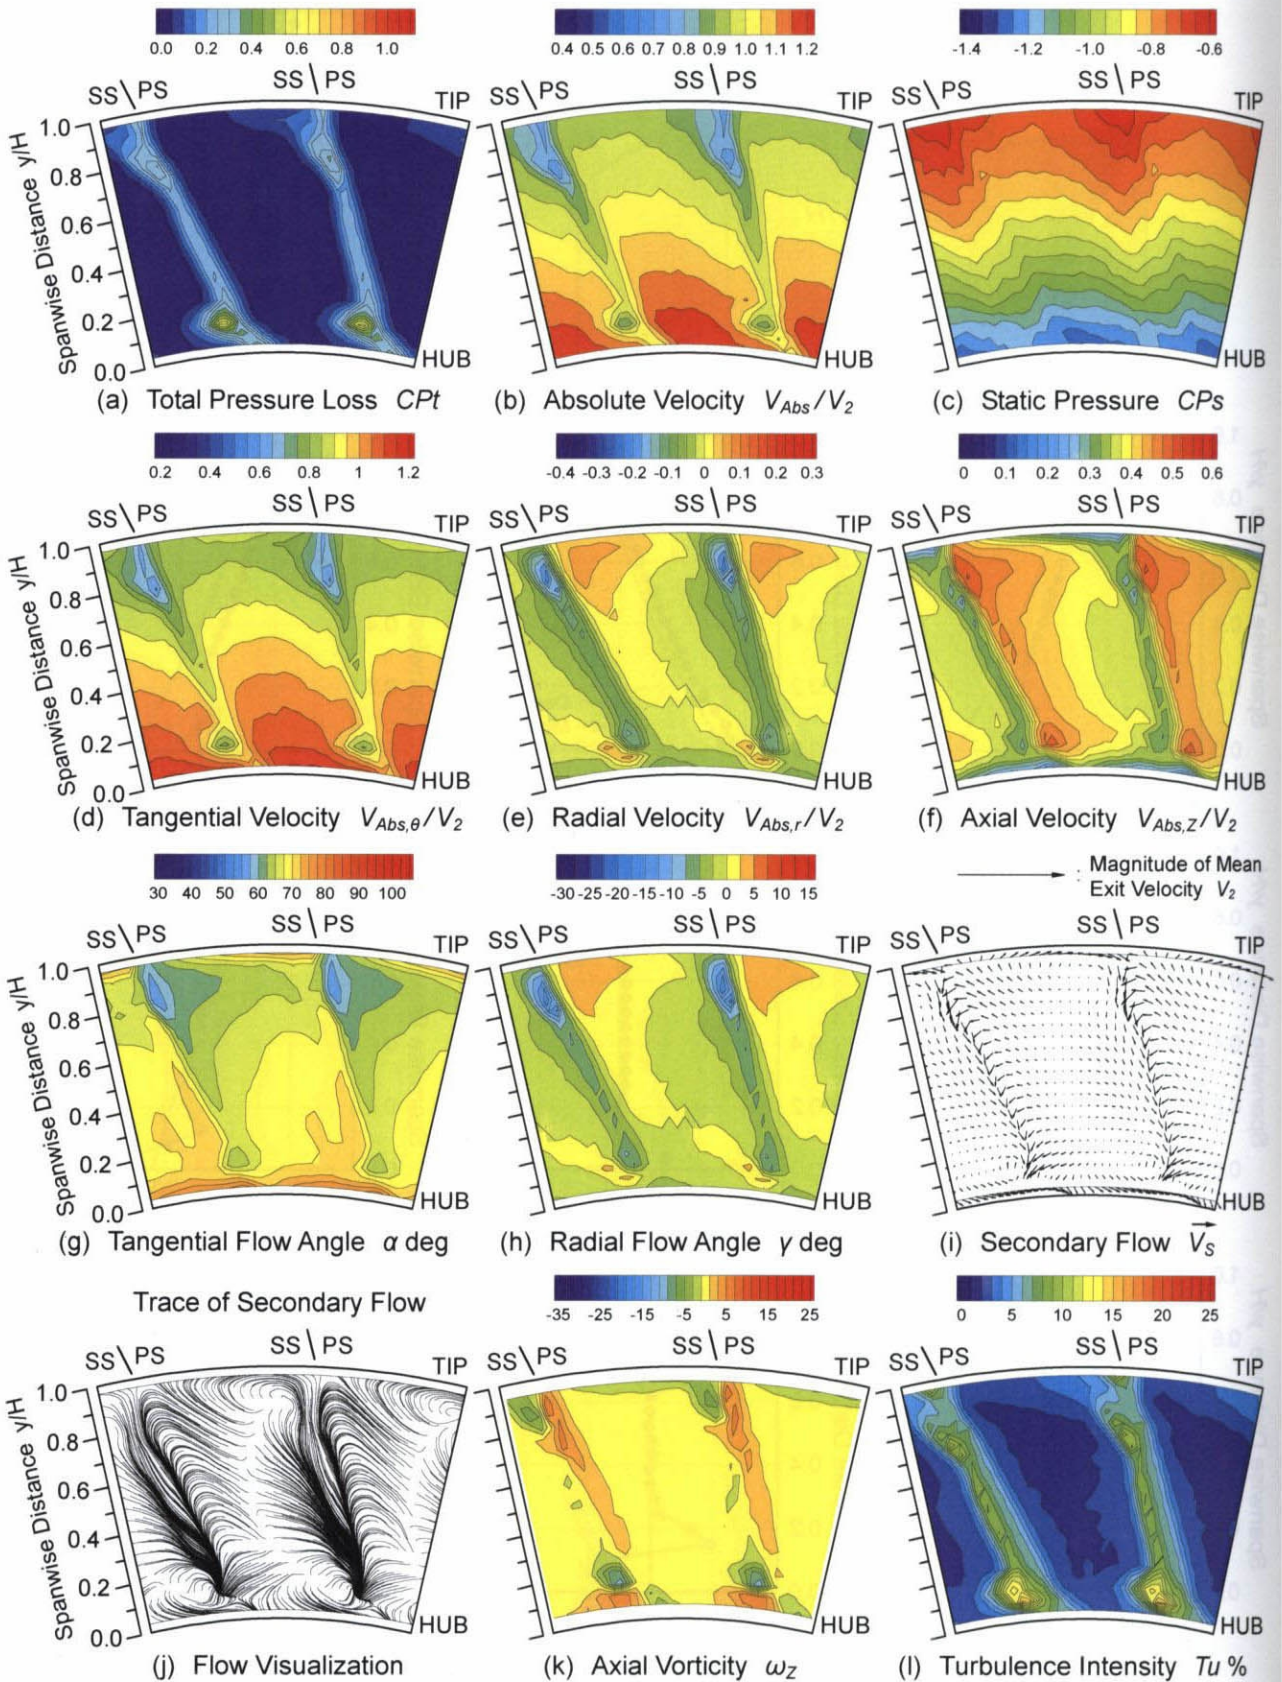 0.0 0.2 0.4 0.6 0.8 1.0
0.4 0.5 0.6 0.7 0.8 0.9 1.0 1.1 1.2
-1.4 -1.2 -1.0 -0.8 -0.6
SS \ PS SS \ PS TIP
SS \ PS SS \ PS TIP
SS \ PS SS \ PS TIP
Spanwise Distance y/H
1.0
0.8
0.6
0.4
0.2
0.0
HUB HUB HUB
(a) Total Pressure Loss CPt
(b) Absolute Velocity V_Abs/V_2
(c) Static Pressure CPs
0.2 0.4 0.6 0.8 1 1.2
-0.4 -0.3 -0.2 -0.1 0 0.1 0.2 0.3
0 0.1 0.2 0.3 0.4 0.5 0.6
SS \ PS SS \ PS TIP
SS \ PS SS \ PS TIP
SS \ PS SS \ PS TIP
Spanwise Distance y/H
1.0
0.8
0.6
0.4
0.2
0.0
HUB HUB HUB
(d) Tangential Velocity V_Abs,θ/V_2
(e) Radial Velocity V_Abs,r/V_2
(f) Axial Velocity V_Abs,Z/V_2
30 40 50 60 70 80 90 100
-30 -25 -20 -15 -10 -5 0 5 10 15
: Magnitude of Mean
Exit Velocity V_2
SS \ PS SS \ PS TIP
SS \ PS SS \ PS TIP
SS \ PS SS \ PS TIP
Spanwise Distance y/H
1.0
0.8
0.6
0.4
0.2
0.0
HUB HUB HUB
(g) Tangential Flow Angle α deg
(h) Radial Flow Angle γ deg
(i) Secondary Flow V_S
Trace of Secondary Flow
-35 -25 -15 -5 5 15 25
0 5 10 15 20 25
SS \ PS SS \ PS TIP
SS \ PS SS \ PS TIP
SS \ PS SS \ PS TIP
Spanwise Distance y/H
1.0
0.8
0.6
0.4
0.2
0.0
HUB HUB HUB
(j) Flow Visualization
(k) Axial Vorticity ω_Z
(l) Turbulence Intensity Tu %